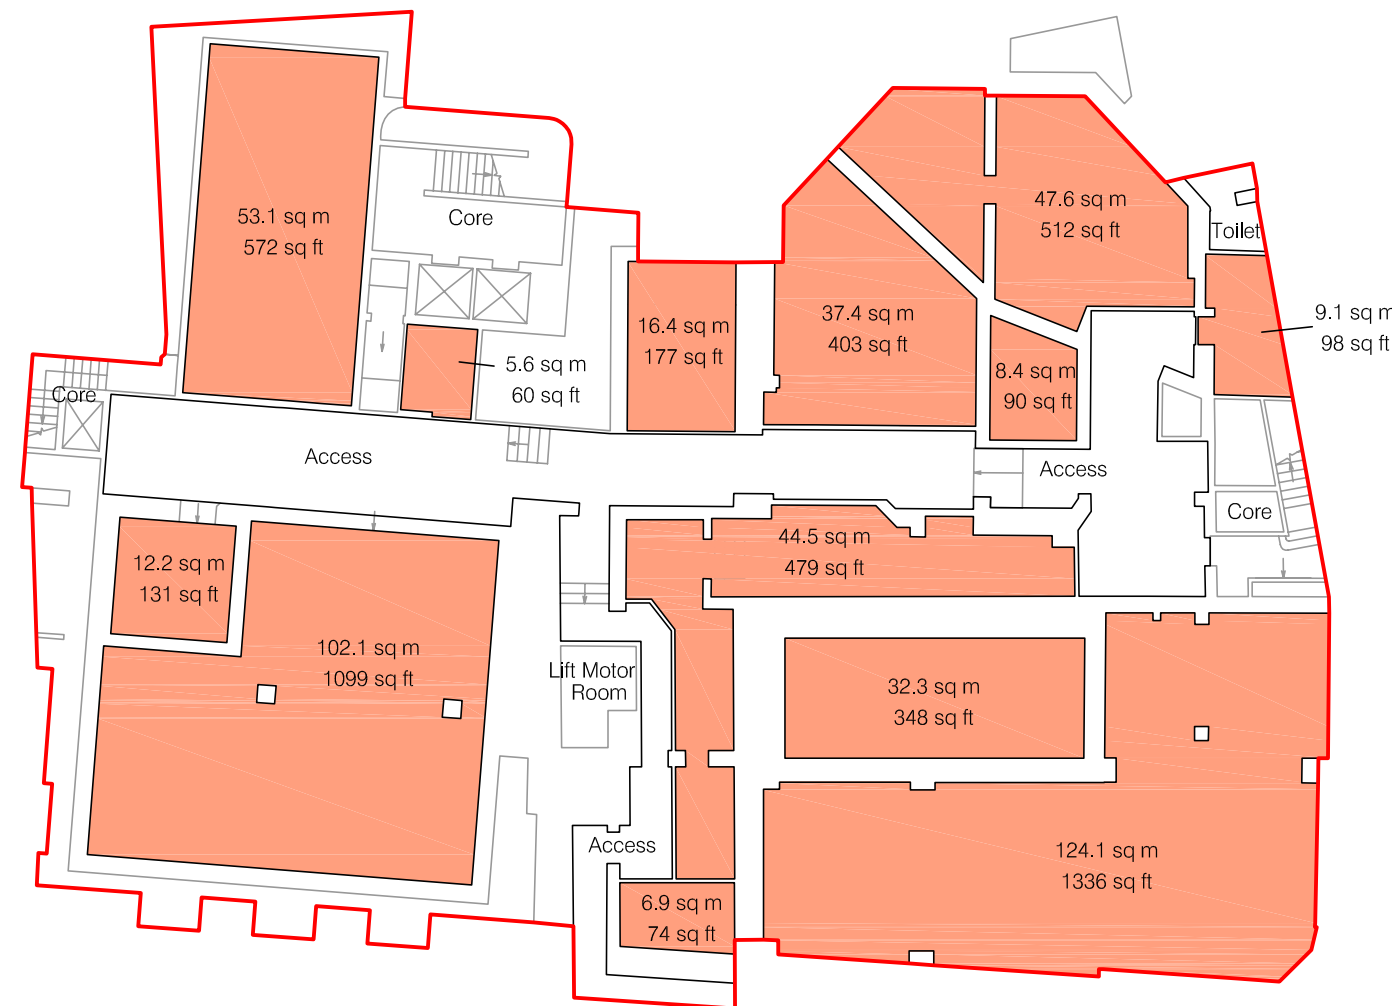 53.1 sq m
572 sq ft
Core
47.6 sq m
512 sq ft
Toilet
16.4 sq m
177 sq ft
37.4 sq m
403 sq ft
9.1 sq m
98 sq ft
5.6 sq m
60 sq ft
8.4 sq m
90 sq ft
Core
Access
Access
Core
12.2 sq m
131 sq ft
44.5 sq m
479 sq ft
102.1 sq m
1099 sq ft
Lift Motor
Room
32.3 sq m
348 sq ft
Access
124.1 sq m
1336 sq ft
6.9 sq m
74 sq ft